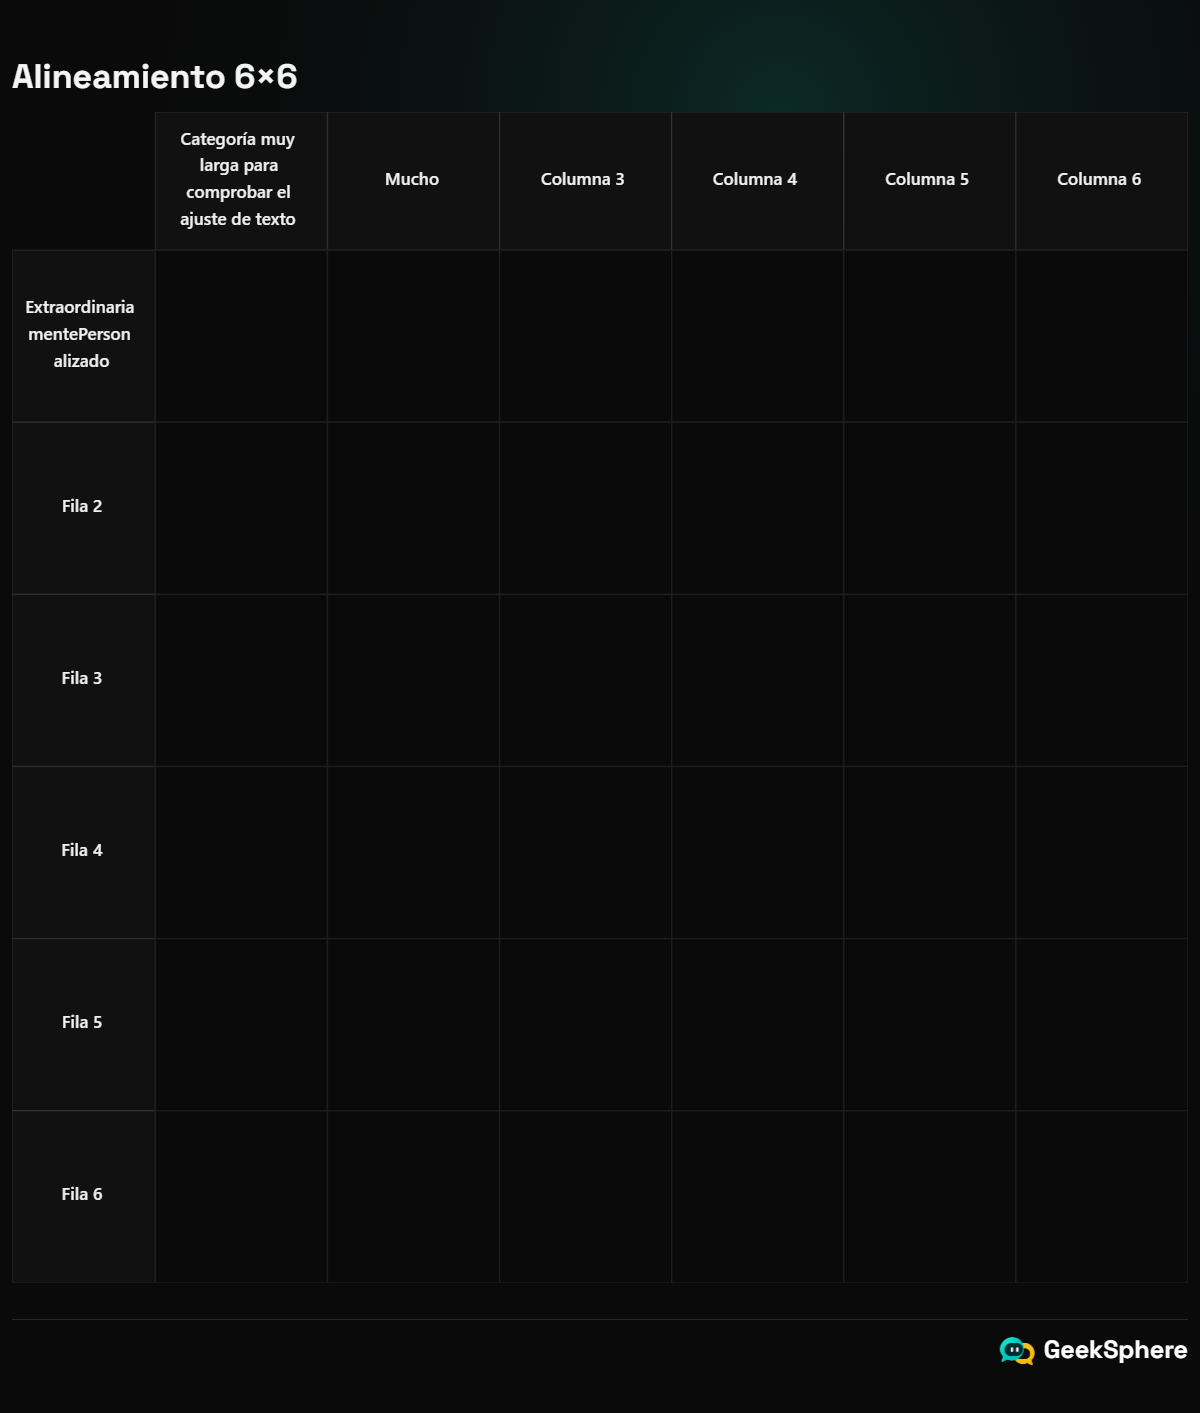 Alineamiento 6×6
Categoría muy
larga para
comprobar el
ajuste de texto
Mucho
Columna 3
Columna 4
Columna 5
Columna 6
Extraordinaria
mentePerson
alizado
Fila 2
Fila 3
Fila 4
Fila 5
Fila 6
GeekSphere